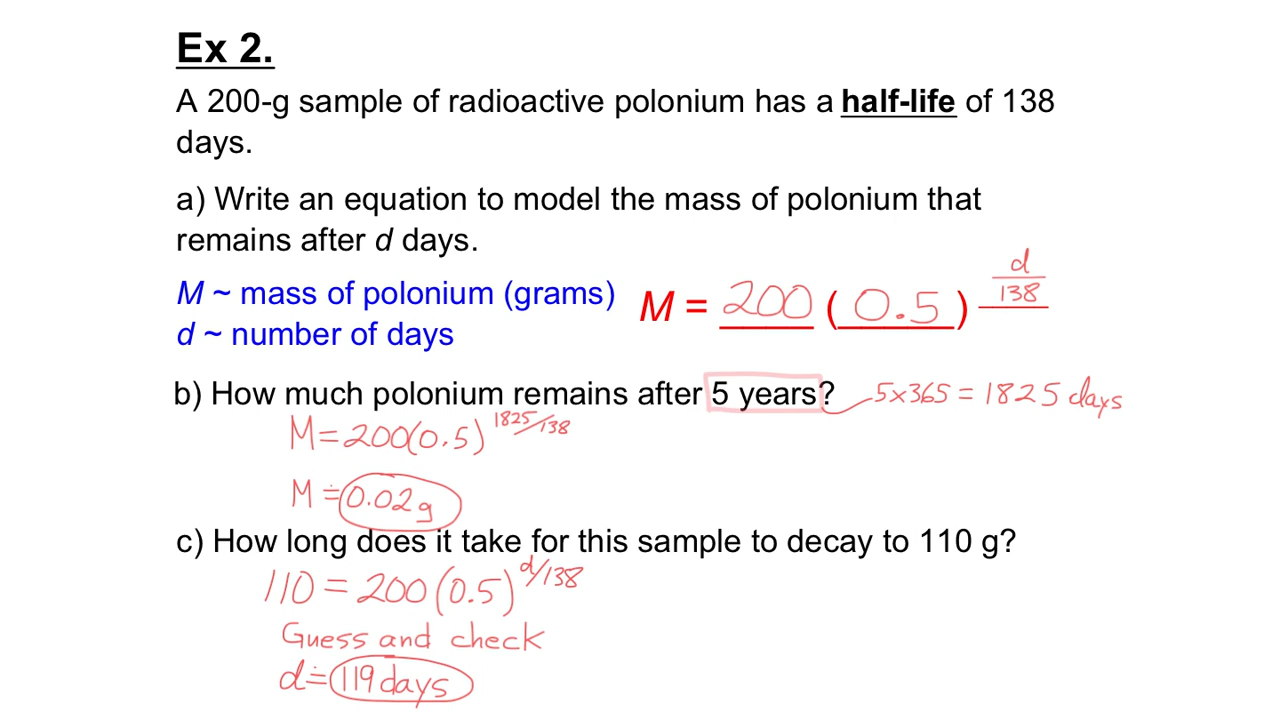 Ex 2.
A 200-g sample of radioactive polonium has a half-life of 138
days.
a) Write an equation to model the mass of polonium that
remains after d days.
M ~ mass of polonium (grams)
d ~ number of days
M = 200 (0.5)^(d/138)
b) How much polonium remains after 5 years? 5x365 = 1825 days
M = 200(0.5)^(1825/138)
M ≐ 0.02g
c) How long does it take for this sample to decay to 110 g?
110 = 200(0.5)^(d/138)
Guess and check
d ≐ 119 days